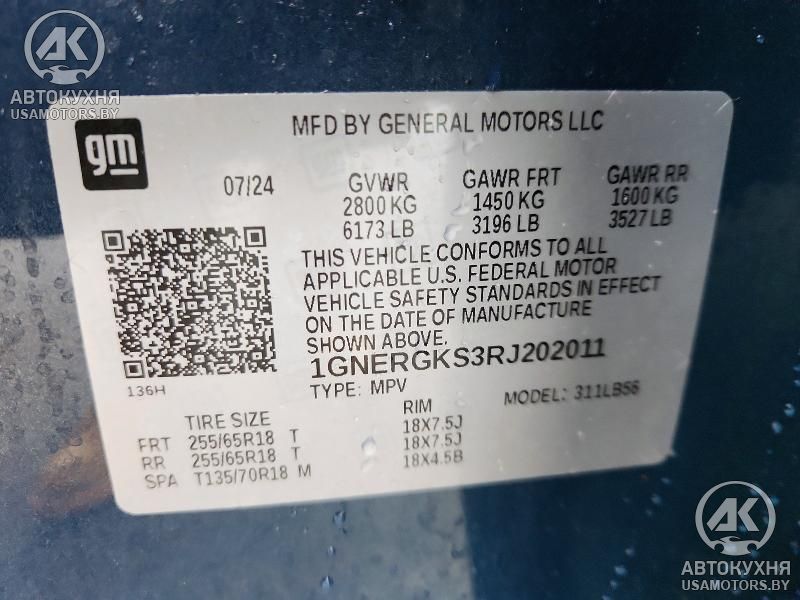 AK
АВТОКУХНЯ
USAMOTORS.BY
gm
MFD BY GENERAL MOTORS LLC
07/24 GVWR GAWR FRT GAWR RR
2800 KG 1450 KG 1600 KG
6173 LB 3196 LB 3527 LB
THIS VEHICLE CONFORMS TO ALL
APPLICABLE U.S. FEDERAL MOTOR
VEHICLE SAFETY STANDARDS IN EFFECT
ON THE DATE OF MANUFACTURE
SHOWN ABOVE.
1GNERGKS3RJ202011
136H
TYPE: MPV MODEL: 311LB56
TIRE SIZE RIM
FRT 255/65R18 T 18X7.5J
RR 255/65R18 T 18X7.5J
SPA T135/70R18 M 18X4.5B
AK
АВТОКУХНЯ
USAMOTORS.BY